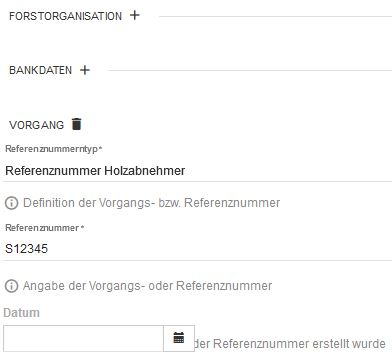 FORSTORGANISATION +
BANKDATEN +
VORGANG
Referenznummerntyp*
Referenznummer Holzabnehmer
Definition der Vorgangs- bzw. Referenznummer
Referenznummer*
S12345
Angabe der Vorgangs- oder Referenznummer
Datum
der Referenznummer erstellt wurde